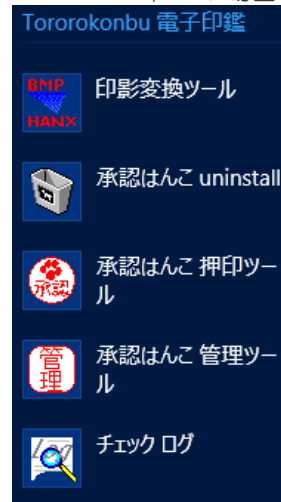 Tororokonbu 電子印鑑
BMP
HANX
印影変換ツール
承認はんこ uninstall
承認
承認はんこ 押印ツー
ル
管理
承認はんこ 管理ツー
ル
チェック ログ